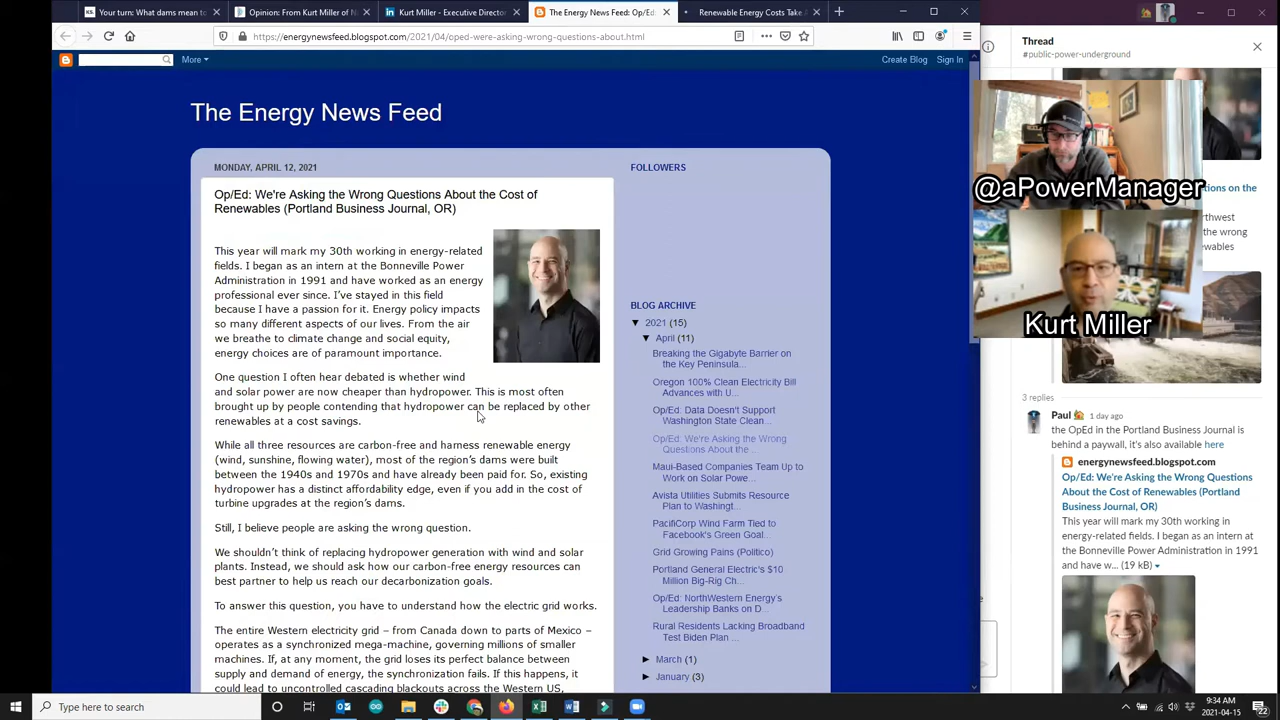 Your turn: What dams mean to
Opinion: From Kurt Miller of N
Kurt Miller - Executive Director
The Energy News Feed: Op/Ed:
Renewable Energy Costs Take
https://energynewsfeed.blogspot.com/2021/04/oped-were-asking-wrong-questions-about.html
More
Create Blog Sign In
The Energy News Feed
MONDAY, APRIL 12, 2021
Op/Ed: We're Asking the Wrong Questions About the Cost of
Renewables (Portland Business Journal, OR)
This year will mark my 30th working in energy-related
fields. I began as an intern at the Bonneville Power
Administration in 1991 and have worked as an energy
professional ever since. I've stayed in this field
because I have a passion for it. Energy policy impacts
so many different aspects of our lives. From the air
we breathe to climate change and social equity,
energy choices are of paramount importance.
One question I often hear debated is whether wind
and solar power are now cheaper than hydropower. This is most often
brought up by people contending that hydropower can be replaced by other
renewables at a cost savings.
While all three resources are carbon-free and harness renewable energy
(wind, sunshine, flowing water), most of the region's dams were built
between the 1940s and 1970s and have already been paid for. So, existing
hydropower has a distinct affordability edge, even if you add in the cost of
turbine upgrades at the region's dams.
Still, I believe people are asking the wrong question.
We shouldn't think of replacing hydropower generation with wind and solar
plants. Instead, we should ask how our carbon-free energy resources can
best partner to help us reach our decarbonization goals.
To answer this question, you have to understand how the electric grid works.
The entire Western electricity grid – from Canada down to parts of Mexico –
operates as a synchronized mega-machine, governing millions of smaller
machines. If, at any moment, the grid loses its perfect balance between
supply and demand of energy, the synchronization fails. If this happens, it
could lead to uncontrolled cascading blackouts across the Western US,
FOLLOWERS
BLOG ARCHIVE
▼ 2021 (15)
▼ April (11)
Breaking the Gigabyte Barrier on
the Key Peninsula...
Oregon 100% Clean Electricity Bill
Advances with U...
Op/Ed: Data Doesn't Support
Washington State Clean...
Op/Ed: We're Asking the Wrong
Questions About the...
Maui-Based Companies Team Up to
Work on Solar Powe...
Avista Utilities Submits Resource
Plan to Washingt...
PacifiCorp Wind Farm Tied to
Facebook's Green Goal...
Grid Growing Pains (Politico)
Portland General Electric's $10
Million Big-Rig Ch...
Op/Ed: NorthWestern Energy's
Leadership Banks on D...
Rural Residents Lacking Broadband
Test Biden Plan ...
► March (1)
► January (3)
Thread
#public-power-underground
@aPowerManager
Kurt Miller
tions on the
thwest
the wrong
ewables
3 replies
Paul 1 day ago
the OpEd in the Portland Business Journal is
behind a paywall, it's also available here
energynewsfeed.blogspot.com
Op/Ed: We're Asking the Wrong Questions
About the Cost of Renewables (Portland
Business Journal, OR)
This year will mark my 30th working in
energy-related fields. I began as an intern at
the Bonneville Power Administration in 1991
and have w... (19 kB)
Type here to search
9:34 AM
2021-04-15
22